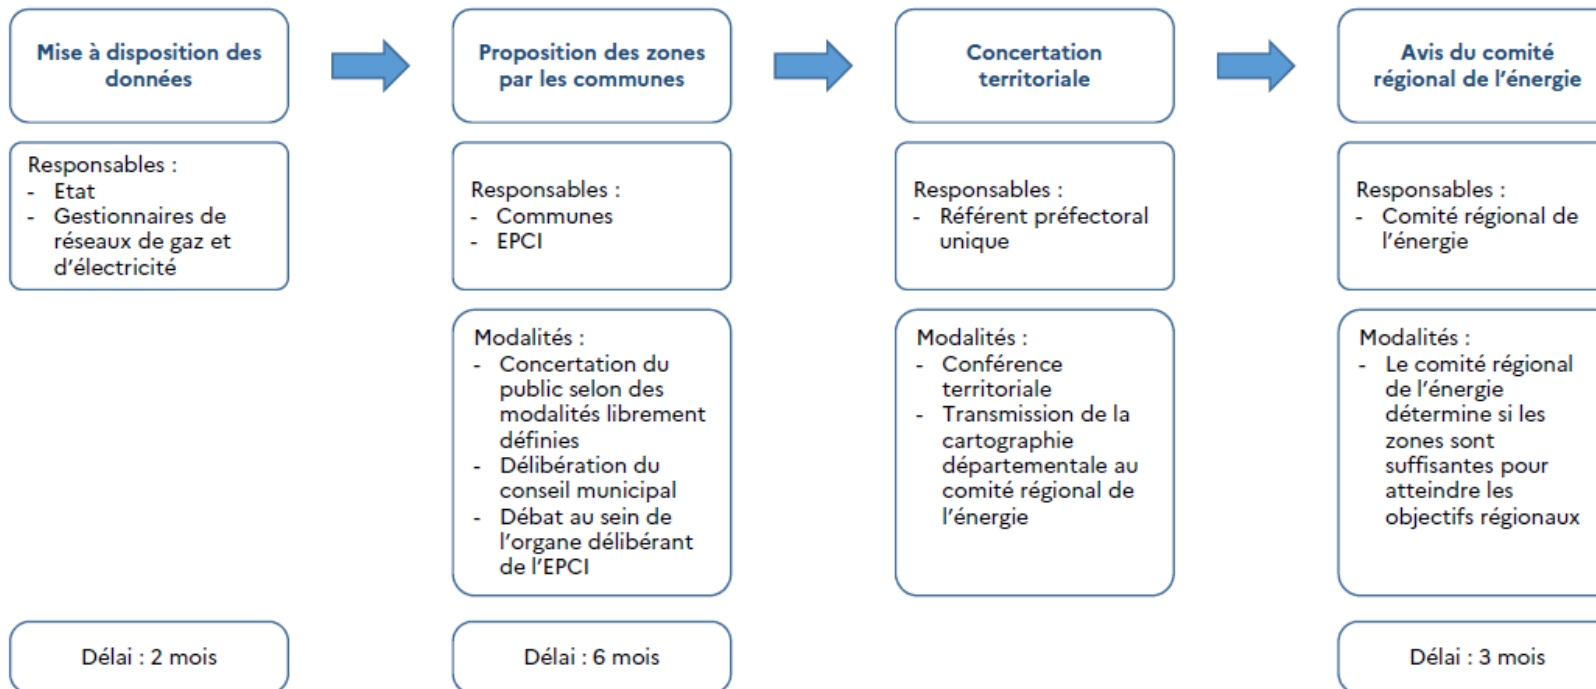 Mise à disposition des
données
Proposition des zones
par les communes
Concertation
territoriale
Avis du comité
régional de l'énergie
Responsables :
- Etat
- Gestionnaires de
réseaux de gaz et
d'électricité
Responsables :
- Communes
- EPCI
Responsables :
- Référent préfectoral
unique
Responsables :
- Comité régional de
l'énergie
Modalités :
- Concertation du
public selon des
modalités librement
définies
- Délibération du
conseil municipal
- Débat au sein de
l'organe délibérant
de l'EPCI
Modalités :
- Conférence
territoriale
- Transmission de la
cartographie
départementale au
comité régional de
l'énergie
Modalités :
- Le comité régional
de l'énergie
détermine si les
zones sont
suffisantes pour
atteindre les
objectifs régionaux
Délai : 2 mois
Délai : 6 mois
Délai : 3 mois